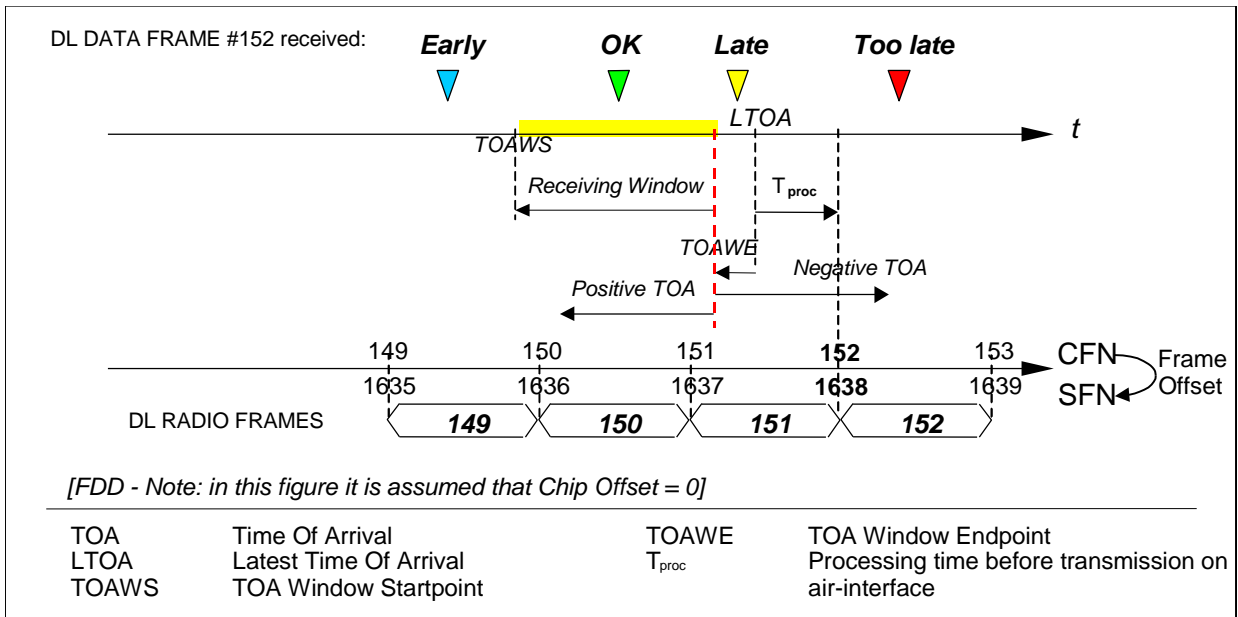 DL DATA FRAME #152 received:
Early OK Late Too late
LTOA
t
TOAWS
Receiving Window
Tproc
TOAWE
Negative TOA
Positive TOA
149 150 151 152 153 CFN
Frame Offset
1635 1636 1637 1638 1639 SFN
DL RADIO FRAMES 149 150 151 152
[FDD - Note: in this figure it is assumed that Chip Offset = 0]
TOA Time Of Arrival TOAWE TOA Window Endpoint
LTOA Latest Time Of Arrival Tproc Processing time before transmission on
TOAWS TOA Window Startpoint air-interface